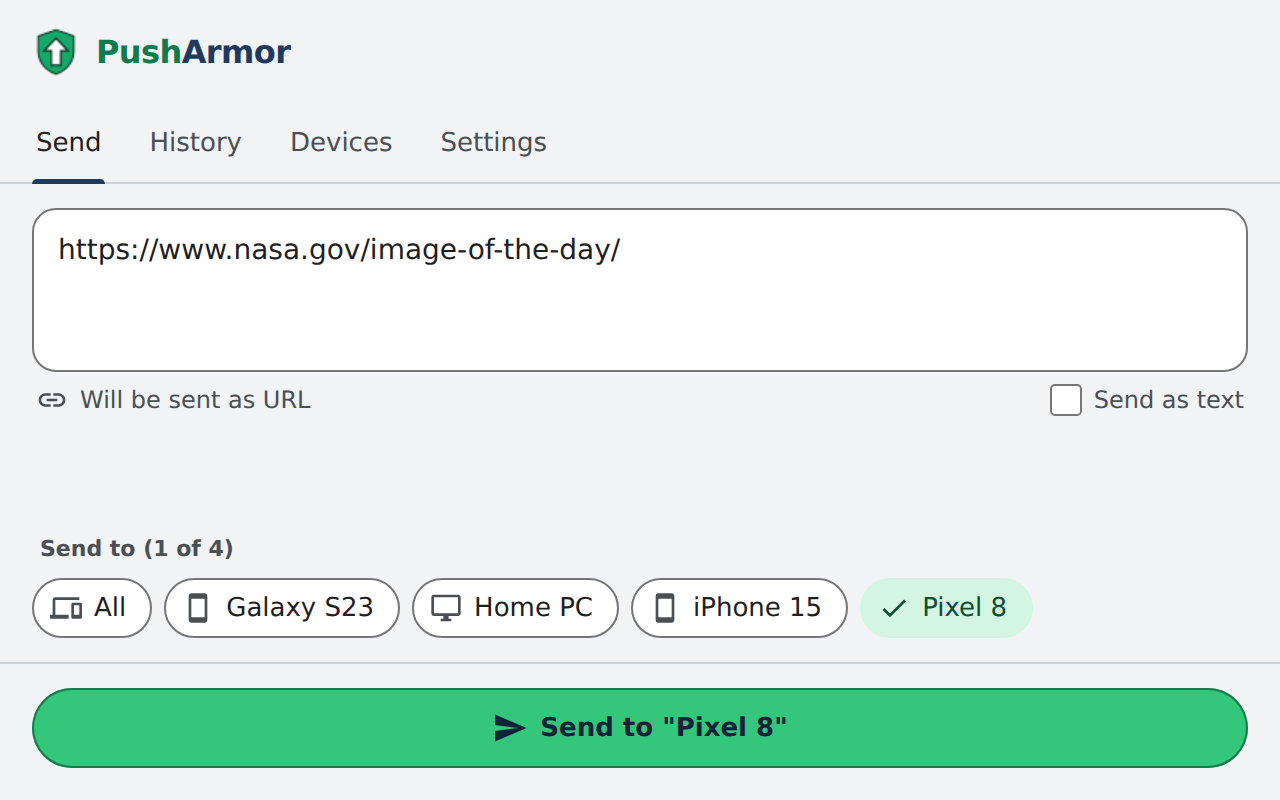 PushArmor
Send History Devices Settings
https://www.nasa.gov/image-of-the-day/
Will be sent as URL Send as text
Send to (1 of 4)
All Galaxy S23 Home PC iPhone 15 Pixel 8
Send to "Pixel 8"